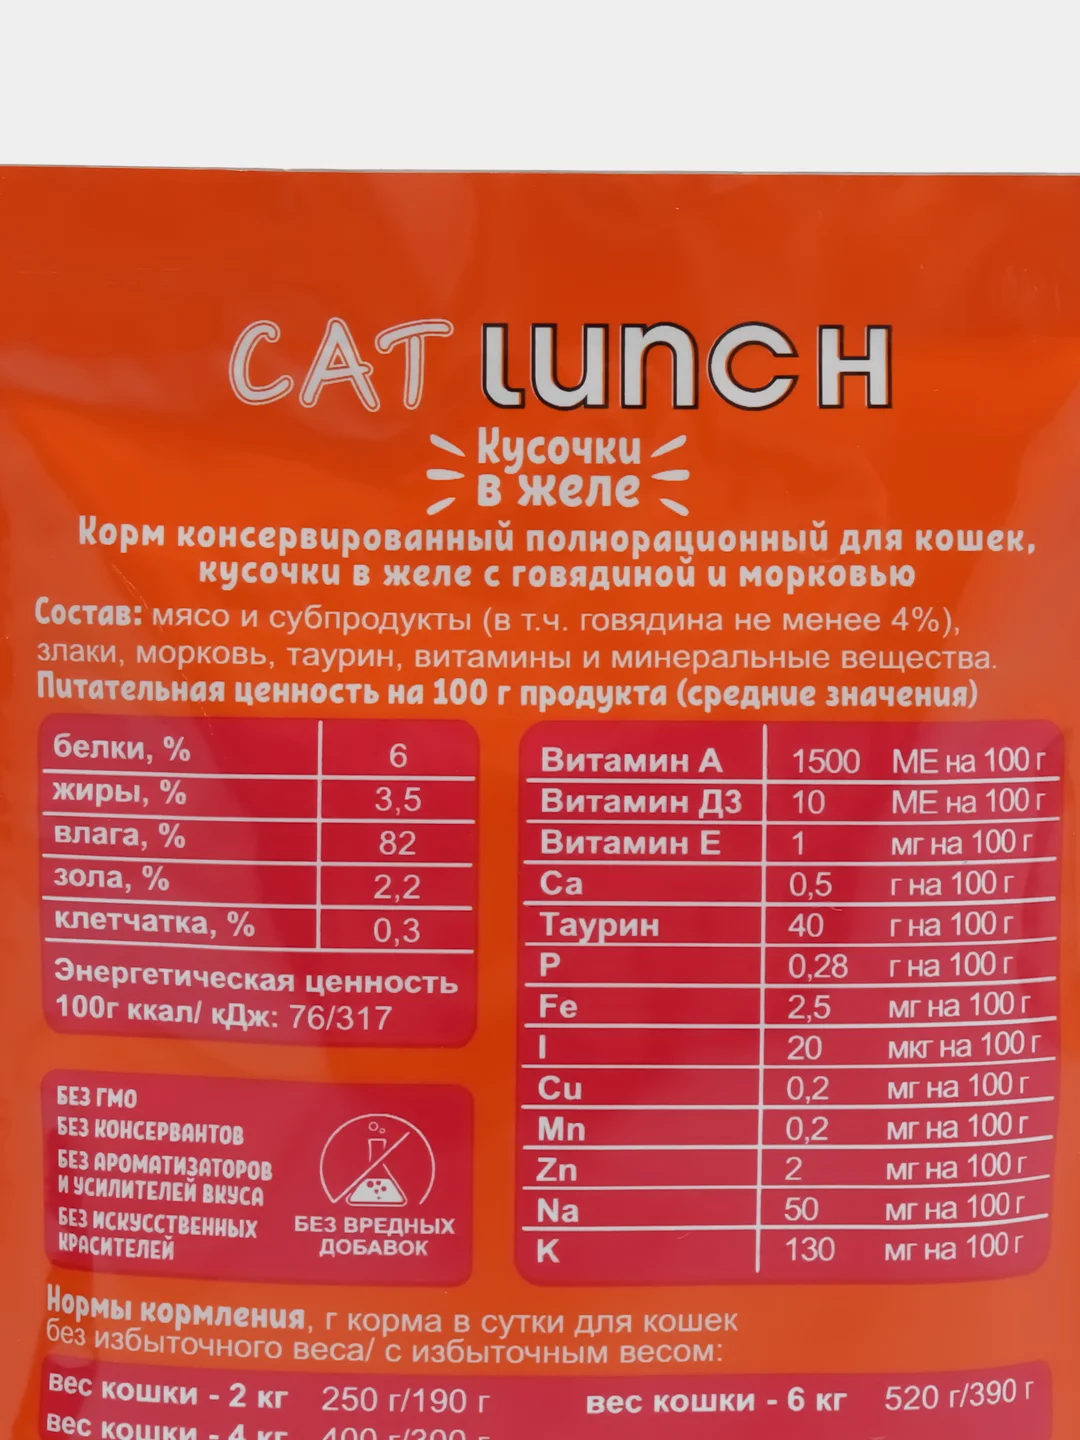 CAT LUNCH
Кусочки
в желе
Корм консервированный полнорационный для кошек,
кусочки в желе с говядиной и морковью
Состав: мясо и субпродукты (в т.ч. говядина не менее 4%),
злаки, морковь, таурин, витамины и минеральные вещества.
Питательная ценность на 100 г продукта (средние значения)
белки, % 6
жиры, % 3,5
влага, % 82
зола, % 2,2
клетчатка, % 0,3
Энергетическая ценность
100г ккал/ кДж: 76/317
Витамин А 1500 МЕ на 100 г
Витамин Д3 10 МЕ на 100 г
Витамин Е 1 мг на 100 г
Ca 0,5 г на 100 г
Таурин 40 г на 100 г
P 0,28 г на 100 г
Fe 2,5 мг на 100 г
I 20 мкг на 100 г
Cu 0,2 мг на 100 г
Mn 0,2 мг на 100 г
Zn 2 мг на 100 г
Na 50 мг на 100 г
K 130 мг на 100 г
БЕЗ ГМО
БЕЗ КОНСЕРВАНТОВ
БЕЗ АРОМАТИЗАТОРОВ
И УСИЛИТЕЛЕЙ ВКУСА
БЕЗ ИСКУССТВЕННЫХ
КРАСИТЕЛЕЙ
БЕЗ ВРЕДНЫХ
ДОБАВОК
Нормы кормления, г корма в сутки для кошек
без избыточного веса/ с избыточным весом:
вес кошки - 2 кг 250 г/190 г
вес кошки - 6 кг 520 г/390 г
вес кошки - 4 кг 400 г/300 г